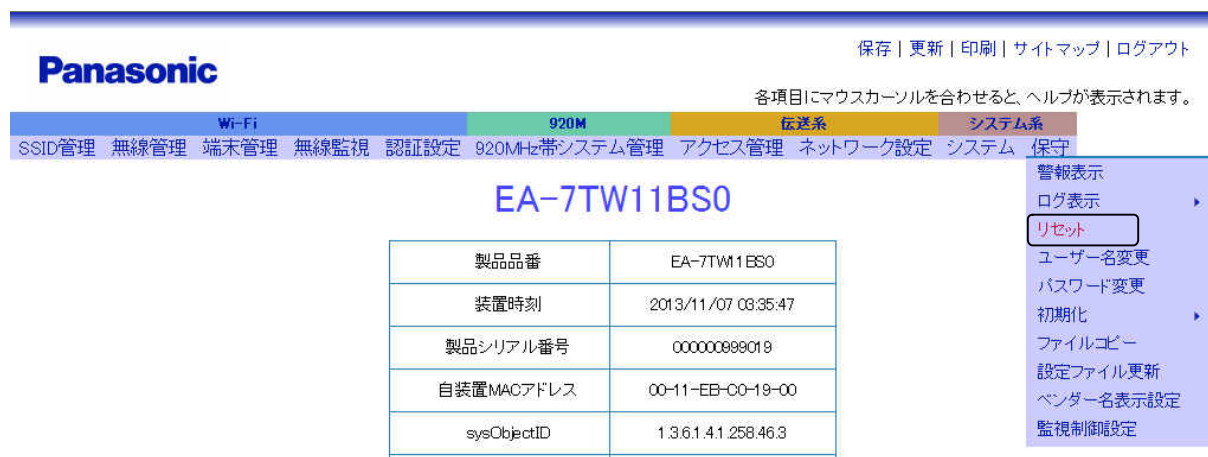 保存 | 更新 | 印刷 | サイトマップ | ログアウト
Panasonic
各項目にマウスカーソルを合わせると、ヘルプが表示されます。
Wi-Fi 920M 伝送系 システム系
SSID管理 無線管理 端末管理 無線監視 認証設定 920MHz帯システム管理 アクセス管理 ネットワーク設定 システム 保守
警報表示
ログ表示
リセット
ユーザー名変更
パスワード変更
初期化
ファイルコピー
設定ファイル更新
ベンダー名表示設定
監視制御設定
EA-7TW11BS0
製品品番 EA-7TW11BS0
装置時刻 2013/11/07 03:35:47
製品シリアル番号 000000999019
自装置MACアドレス 00-11-EB-C0-19-00
sysObjectID 1.3.6.1.4.1.258.46.3